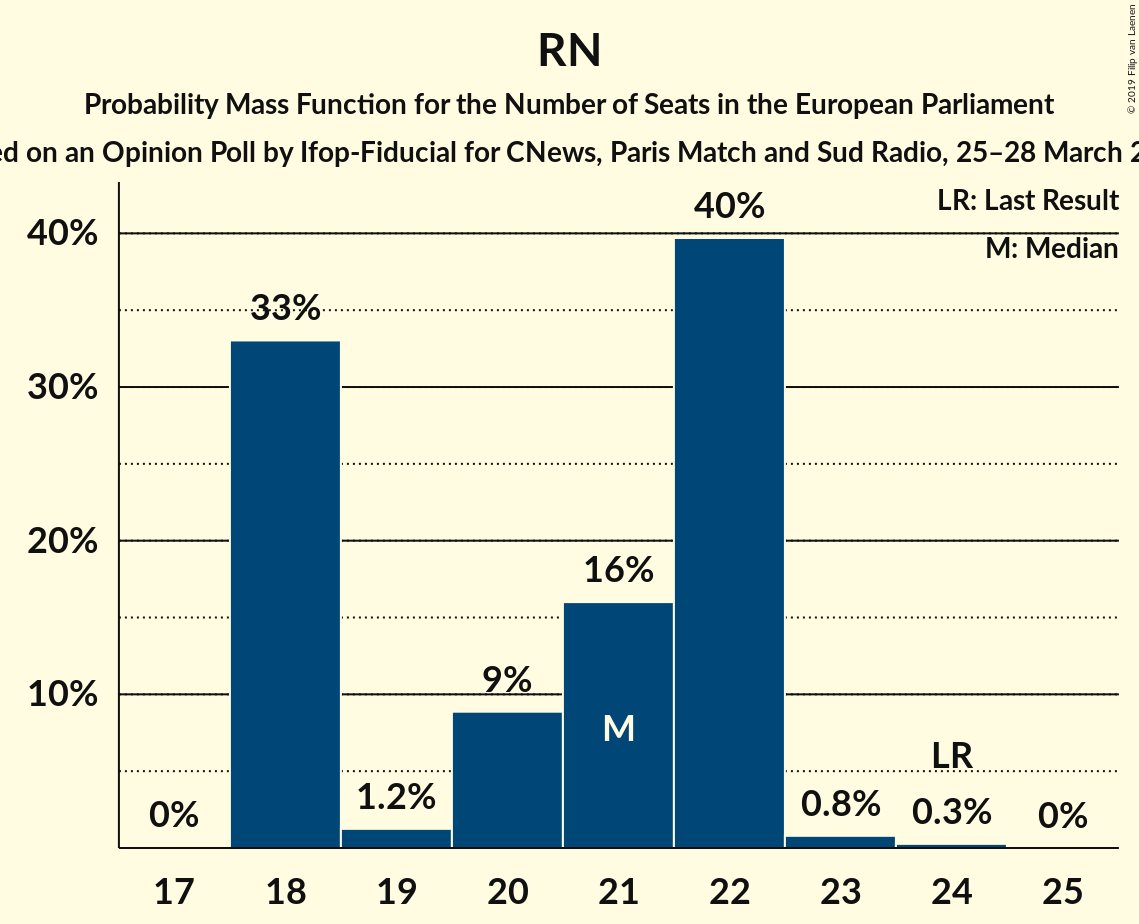 RN
Probability Mass Function for the Number of Seats in the European Parliament
on an Opinion Poll by Ifop-Fiducial for CNews, Paris Match and Sud Radio, 25–28 March
© 2019 Filip van Laenen
LR: Last Result
M: Median
40%
30%
20%
10%
0%
33%
1.2%
9%
16%
M
40%
0.8%
LR
0.3%
0%
17 18 19 20 21 22 23 24 25